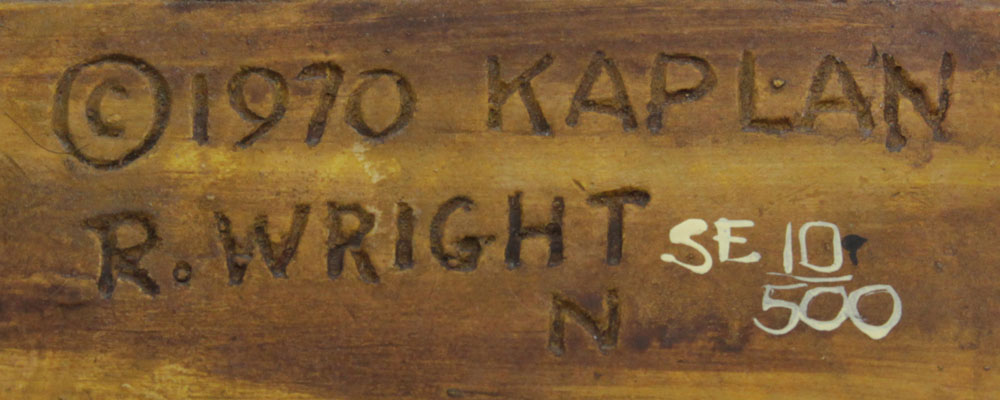 © 1970 KAPLAN
R. WRIGHT SE 10/500
N